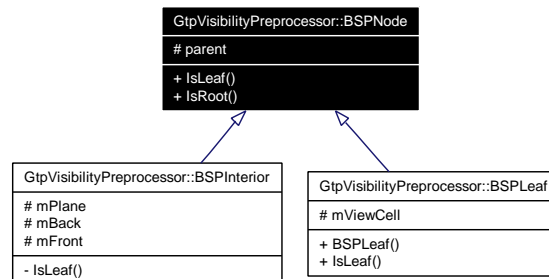 GtpVisibilityPreprocessor::BSPNode
# parent
+ IsLeaf()
+ IsRoot()
GtpVisibilityPreprocessor::BSPInterior
# mPlane
# mBack
# mFront
- IsLeaf()
GtpVisibilityPreprocessor::BSPLeaf
# mViewCell
+ BSPLeaf()
+ IsLeaf()